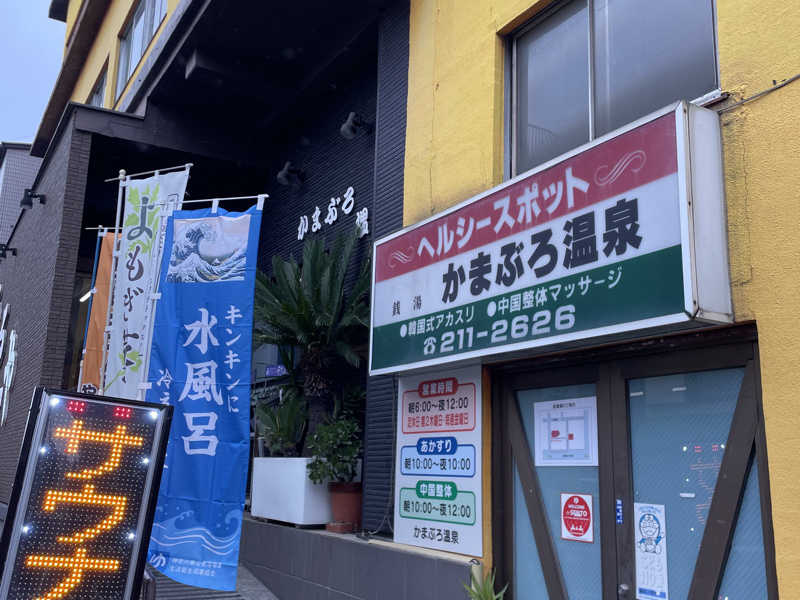 かまぶろ温
ヘルシースポット
銭湯 かまぶろ温泉
●韓国式アカスリ ●中国整体マッサージ
☎211-2626
よもぎ
キンキンに
水風呂
サウナ
営業時間
朝6:00〜夜12:00
あかすり
朝10:00〜夜10:00
中国整体
朝10:00〜夜12:00
かまぶろ温泉
WELCOME